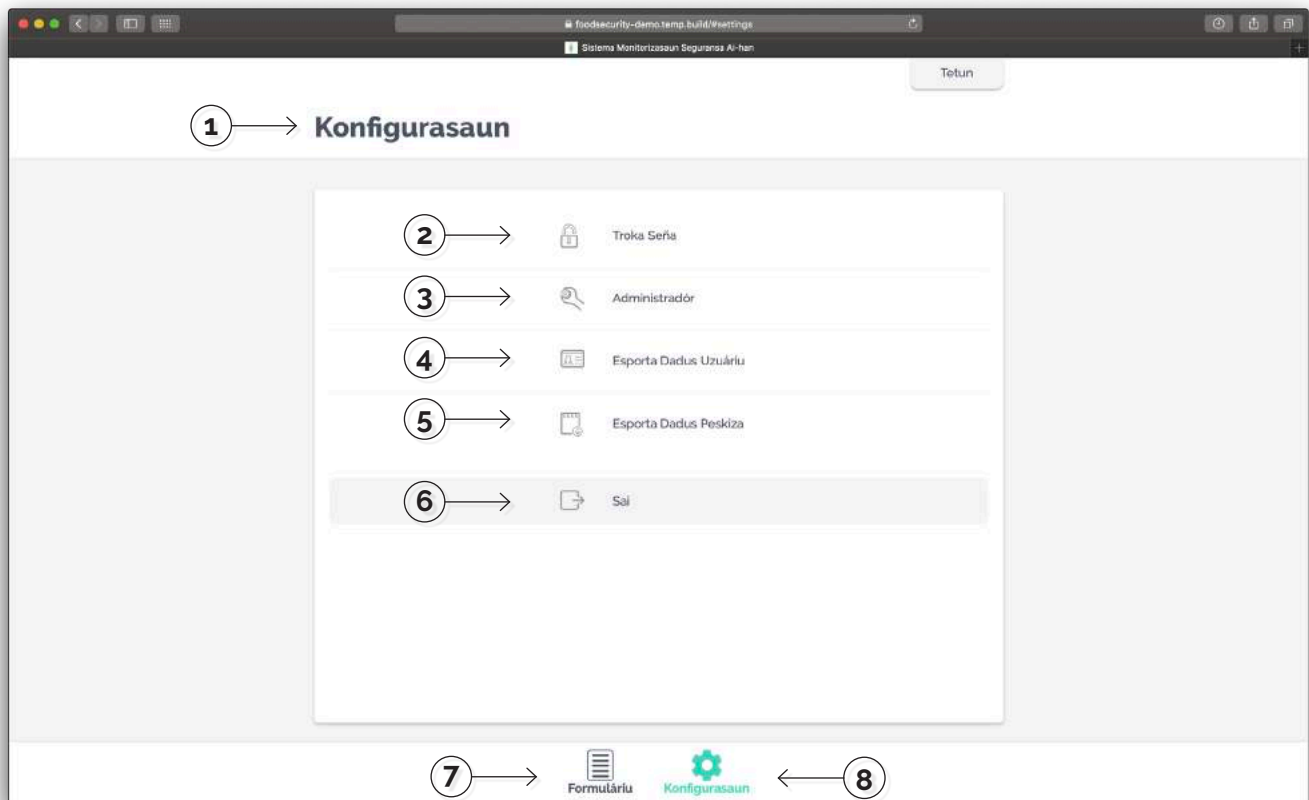 foodsecurity-demo.temp.build/#settings
Sistema Monitorizasaun Seguransa Ai-han
Tetun
1 Konfigurasaun
2 Troka Seña
3 Administradór
4 Esporta Dadus Uzuáriu
5 Esporta Dadus Peskiza
6 Sai
7 Formuláriu Konfigurasaun 8